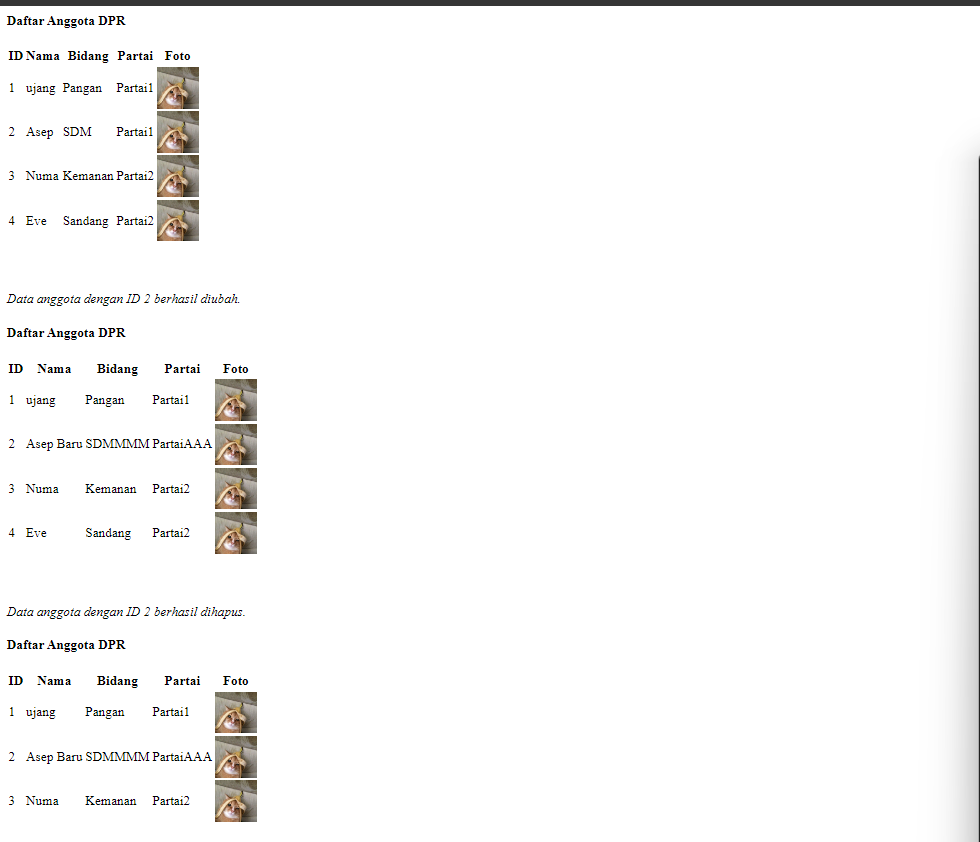 Daftar Anggota DPR
ID Nama Bidang Partai Foto
1 ujang Pangan Partai1
2 Asep SDM Partai1
3 Numa Kemanan Partai2
4 Eve Sandang Partai2
Data anggota dengan ID 2 berhasil diubah.
Daftar Anggota DPR
ID Nama Bidang Partai Foto
1 ujang Pangan Partai1
2 Asep Baru SDMMMM PartaiAAA
3 Numa Kemanan Partai2
4 Eve Sandang Partai2
Data anggota dengan ID 2 berhasil dihapus.
Daftar Anggota DPR
ID Nama Bidang Partai Foto
1 ujang Pangan Partai1
2 Asep Baru SDMMMM PartaiAAA
3 Numa Kemanan Partai2